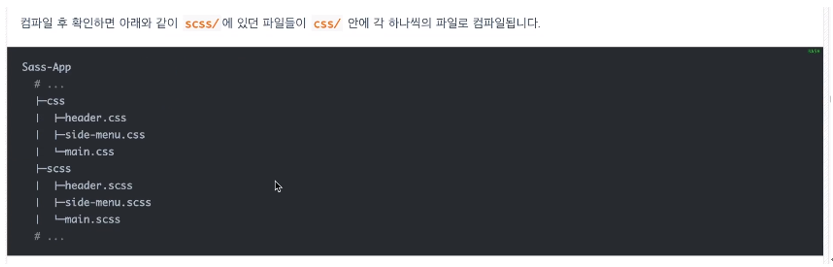 컴파일 후 확인하면 아래와 같이 scss/에 있던 파일들이 css/ 안에 각 하나씩의 파일로 컴파일됩니다.
Sass-App
# ...
├─css
│ ├─header.css
│ ├─side-menu.css
│ └─main.css
├─scss
│ ├─header.scss
│ ├─side-menu.scss
│ └─main.scss
# ...